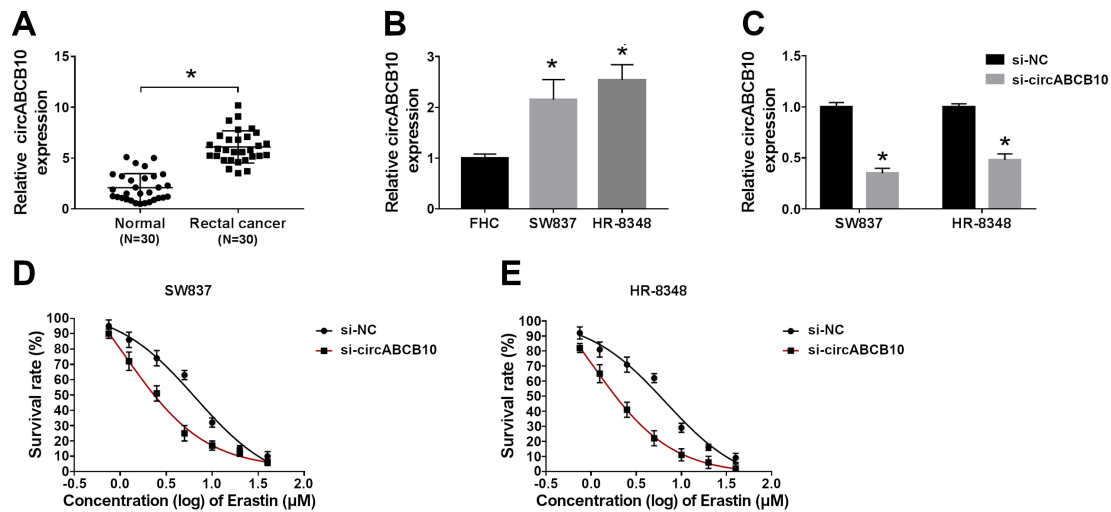 A
Relative circABCB10
expression
15
10
5
0
*
Normal
(N=30)
Rectal cancer
(N=30)
B
Relative circABCB10
expression
3
2
1
0
*
*
FHC
SW837
HR-8348
C
Relative circABCB10
expression
1.5
1.0
0.5
0.0
si-NC
si-circABCB10
*
*
SW837
HR-8348
D
SW837
Survival rate (%)
100
90
80
70
60
50
40
30
20
10
0
-0.5
0.0
0.5
1.0
1.5
2.0
Concentration (log) of Erastin (μM)
si-NC
si-circABCB10
E
HR-8348
Survival rate (%)
100
90
80
70
60
50
40
30
20
10
0
-0.5
0.0
0.5
1.0
1.5
2.0
Concentration (log) of Erastin (μM)
si-NC
si-circABCB10